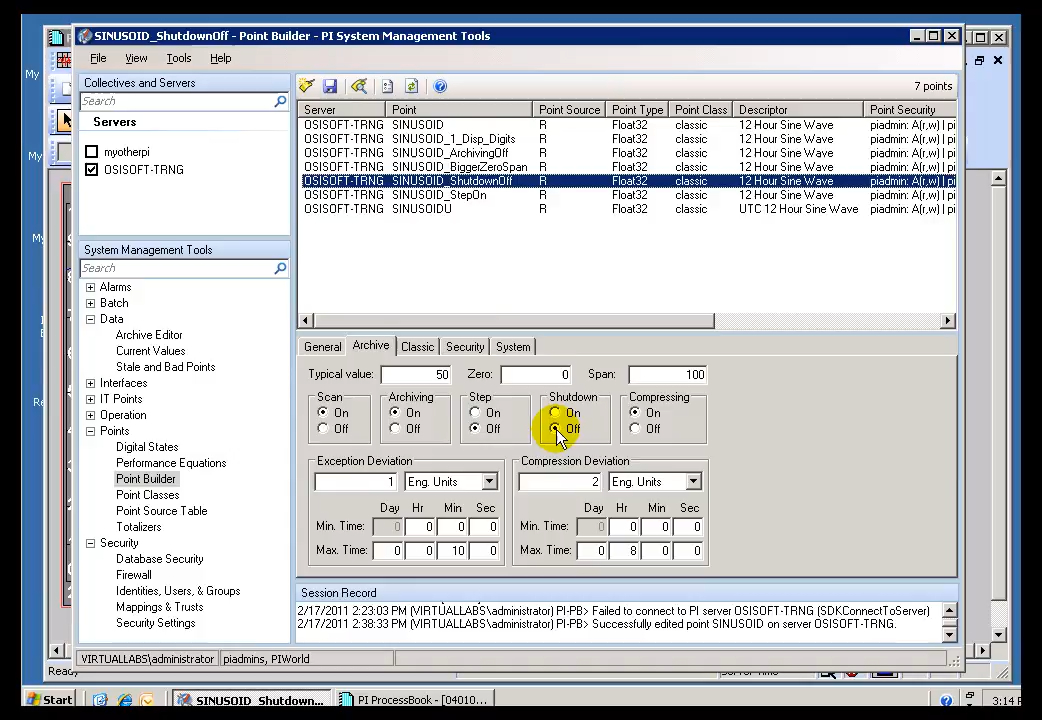 SINUSOID_ShutdownOff - Point Builder - PI System Management Tools
File View Tools Help
Collectives and Servers
Search
Servers
myotherpi
OSISOFT-TRNG
7 points
Server Point Point Source Point Type Point Class Descriptor Point Security
OSISOFT-TRNG SINUSOID R Float32 classic 12 Hour Sine Wave piadmin: A(r,w) | pi
OSISOFT-TRNG SINUSOID_1_Disp_Digits R Float32 classic 12 Hour Sine Wave piadmin: A(r,w) | pi
OSISOFT-TRNG SINUSOID_ArchivingOff R Float32 classic 12 Hour Sine Wave piadmin: A(r,w) | pi
OSISOFT-TRNG SINUSOID_BiggerZeroSpan R Float32 classic 12 Hour Sine Wave piadmin: A(r,w) | pi
OSISOFT-TRNG SINUSOID_ShutdownOff R Float32 classic 12 Hour Sine Wave piadmin: A(r,w) | pi
OSISOFT-TRNG SINUSOID_StepOn R Float32 classic 12 Hour Sine Wave piadmin: A(r,w) | pi
OSISOFT-TRNG SINUSOIDU R Float32 classic UTC 12 Hour Sine Wave piadmin: A(r,w) | pi
System Management Tools
Search
Alarms
Batch
Data
Archive Editor
Current Values
Stale and Bad Points
Interfaces
IT Points
Operation
Points
Digital States
Performance Equations
Point Builder
Point Classes
Point Source Table
Totalizers
Security
Database Security
Firewall
Identities, Users, & Groups
Mappings & Trusts
Security Settings
General Archive Classic Security System
Typical value: 50 Zero: 0 Span: 100
Scan Archiving Step Shutdown Compressing
On On On On On
Off Off Off Off Off
Exception Deviation Compression Deviation
1 Eng. Units 2 Eng. Units
Day Hr Min Sec Day Hr Min Sec
Min. Time: 0 0 0 0 Min. Time: 0 0 0 0
Max. Time: 0 0 10 0 Max. Time: 0 8 0 0
Session Record
2/17/2011 2:23:03 PM (VIRTUALLABS\administrator) PI-PB> Failed to connect to PI server OSISOFT-TRNG (SDKConnectToServer)
2/17/2011 2:38:33 PM (VIRTUALLABS\administrator) PI-PB> Successfully edited point SINUSOID on server OSISOFT-TRNG.
VIRTUALLABS\administrator piadmins, PIWorld
My
My
My
Start SINUSOID_Shutdown... PI ProcessBook - [04010... 3:14